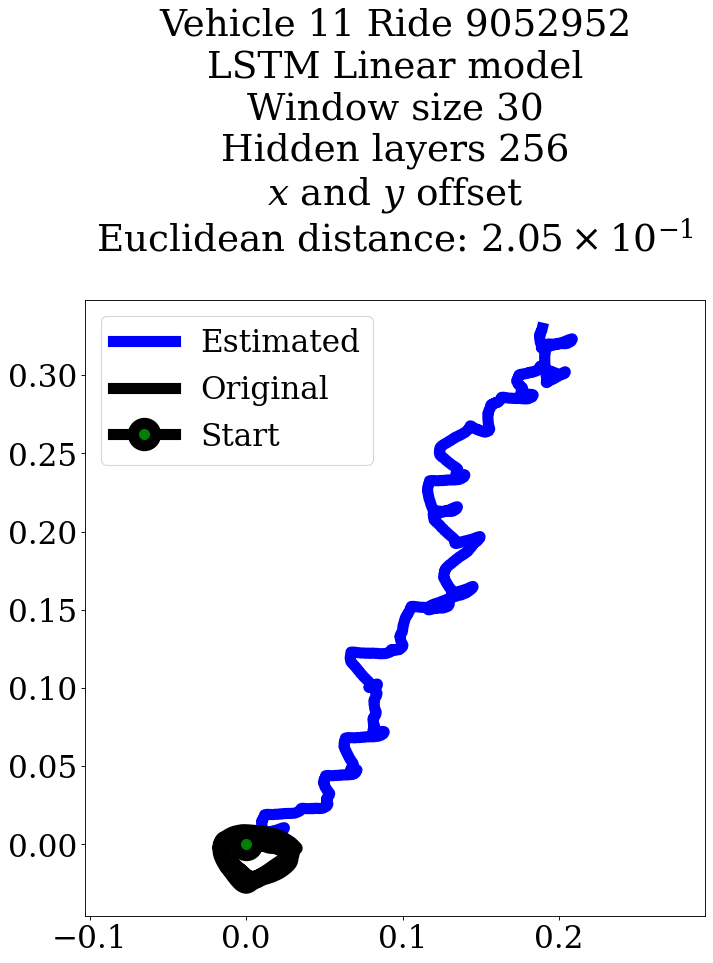 Vehicle 11 Ride 9052952
LSTM Linear model
Window size 30
Hidden layers 256
x and y offset
Euclidean distance: 2.05 × 10⁻¹
Estimated
Original
Start
0.30
0.25
0.20
0.15
0.10
0.05
0.00
−0.1 0.0 0.1 0.2